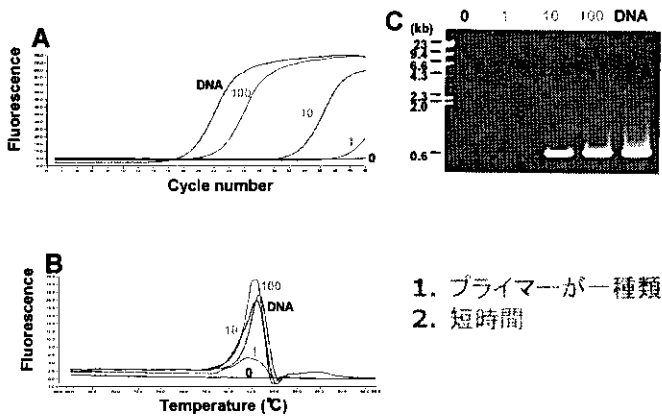 A
Fluorescence
DNA
100
10
1
0
Cycle number
C
(kb)
0 1 10 100 DNA
23
9.4
6.6
4.3
2.3
2.0
0.6
B
Fluorescence
100
DNA
10
1
0
Temperature (℃)
1. プライマーが一種類
2. 短時間